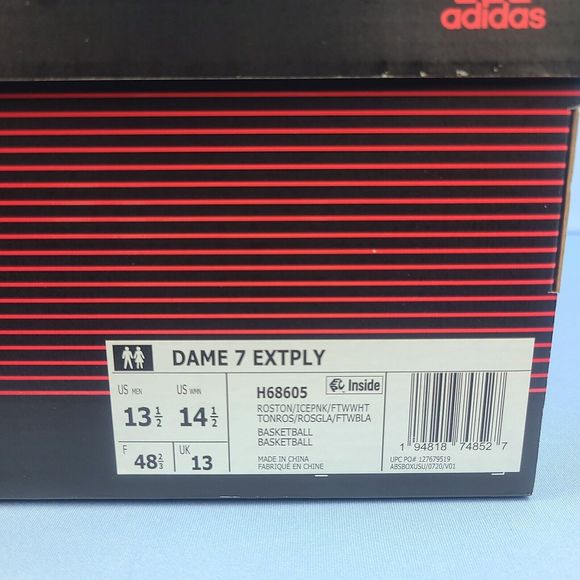 adidas
DAME 7 EXTPLY
US MEN
13 1/2
US WMN
14 1/2
F
48 2/3
UK
13
H68605
Inside
ROSTON/ICEPNK/FTWWHT
TONROS/ROSGLA/FTWBLA
BASKETBALL
BASKETBALL
MADE IN CHINA
FABRIQUÉ EN CHINE
1 94818 74852 7
UPC PO# 127679519
ABSBOXUSU/0720/V01